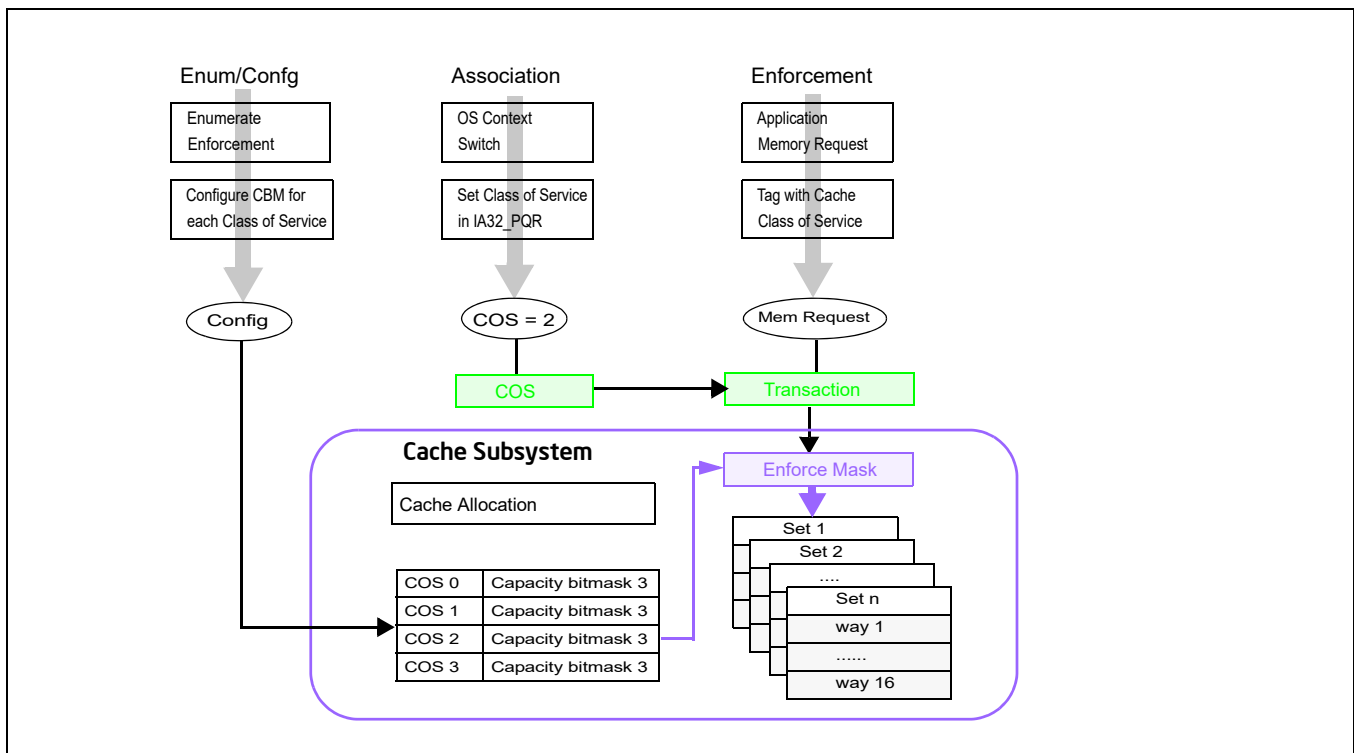 Enum/Confg
Association
Enforcement
Enumerate
Enforcement
OS Context
Switch
Application
Memory Request
Configure CBM for
each Class of Service
Set Class of Service
in IA32_PQR
Tag with Cache
Class of Service
Config
COS = 2
Mem Request
COS
Transaction
Cache Subsystem
Enforce Mask
Cache Allocation
Set 1
Set 2
....
Set n
way 1
......
way 16
COS 0 Capacity bitmask 3
COS 1 Capacity bitmask 3
COS 2 Capacity bitmask 3
COS 3 Capacity bitmask 3